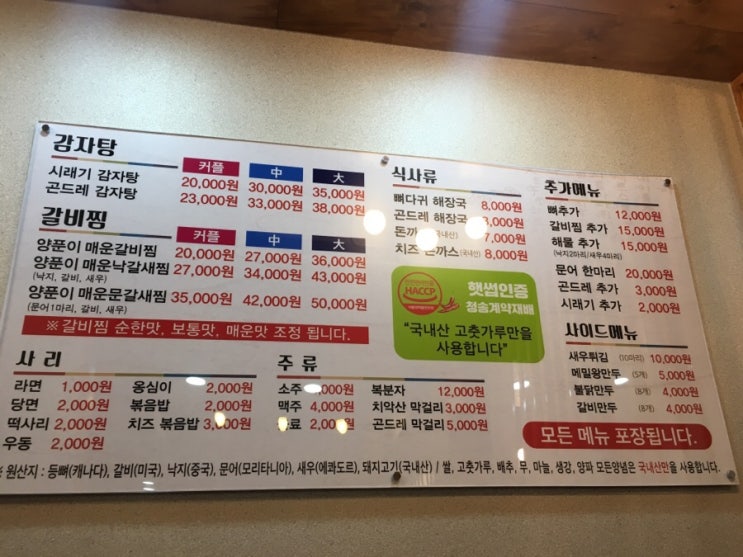 감자탕
커플 中 大
시래기 감자탕 20,000원 30,000원 35,000원
곤드레 감자탕 23,000원 33,000원 38,000원
갈비찜
커플 中 大
양푼이 매운갈비찜 20,000원 27,000원 36,000원
양푼이 매운낙갈새찜 27,000원 34,000원 43,000원
(낙지, 갈비, 새우)
양푼이 매운문갈새찜 35,000원 42,000원 50,000원
(문어1마리, 갈비, 새우)
※ 갈비찜 순한맛, 보통맛, 매운맛 조정 됩니다.
사 리
라면 1,000원 옹심이 2,000원
당면 2,000원 볶음밥 2,000원
떡사리 2,000원 치즈 볶음밥
우동 2,000원
주 류
소주 복분자 12,000원
맥주 4,000원 치악산 막걸리 3,000원
2,000원 곤드레 막걸리 5,000원
식사류
뼈다귀 해장국 8,000원
곤드레 해장국
돈까 (국내산) 7,000원
치즈 돈까스 (국내산) 8,000원
HACCP
햇썹인증
청송계약재배
"국내산 고춧가루만을
사용합니다"
추가메뉴
뼈추가 12,000원
갈비찜 추가 15,000원
해물 추가 15,000원
(낙지2마리/새우4마리)
문어 한마리 20,000원
곤드레 추가 3,000원
시래기 추가 2,000원
사이드메뉴
새우튀김 (10마리) 10,000원
메밀왕만두 (5개) 5,000원
불닭만두 (8개) 4,000원
갈비만두 (8개) 4,000원
모든 메뉴 포장됩니다.
※ 원산지 : 등뼈(캐나다), 갈비(미국), 낙지(중국), 문어(모리타니아), 새우(에콰도르), 돼지고기(국내산) / 쌀, 고춧가루, 배추, 무, 마늘, 생강, 양파 모든양념은 국내산만을 사용합니다.